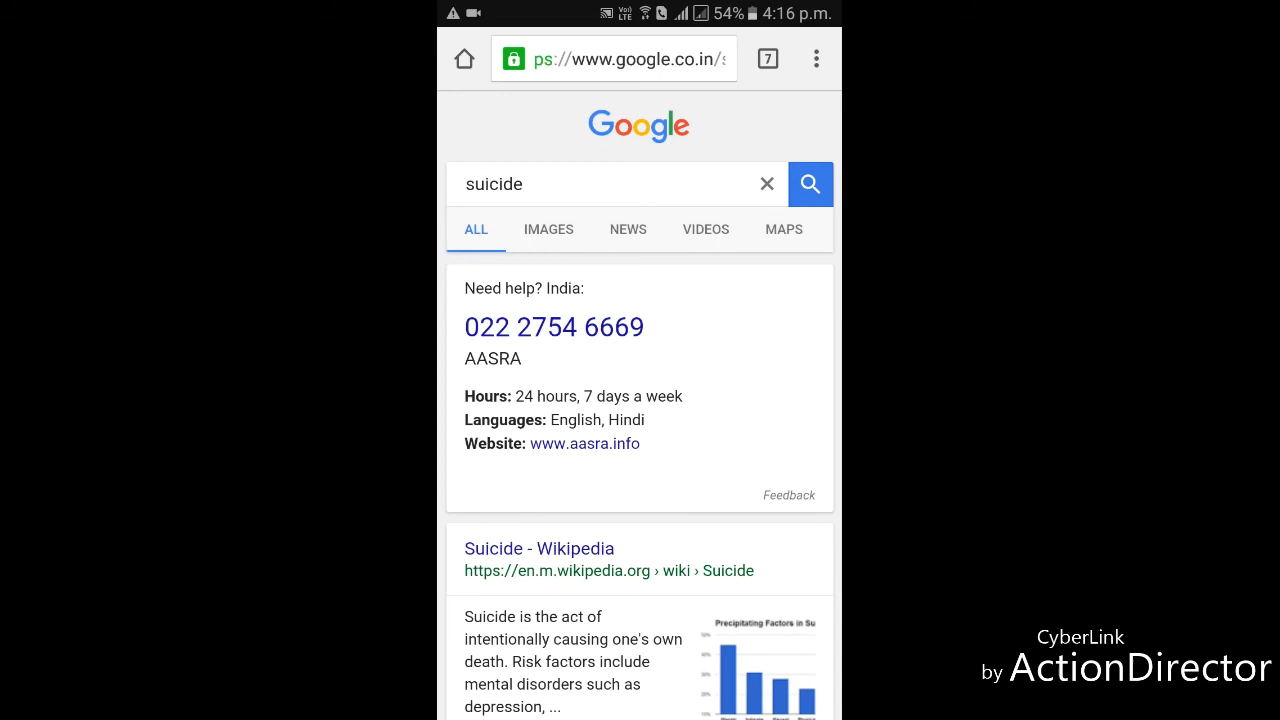 54% 4:16 p.m.
ps://www.google.co.in/s
7
Google
suicide
ALL IMAGES NEWS VIDEOS MAPS
Need help? India:
022 2754 6669
AASRA
Hours: 24 hours, 7 days a week
Languages: English, Hindi
Website: www.aasra.info
Feedback
Suicide - Wikipedia
https://en.m.wikipedia.org › wiki › Suicide
Suicide is the act of
intentionally causing one's own
death. Risk factors include
mental disorders such as
depression, ...
Precipitating Factors in Su
CyberLink
by ActionDirector